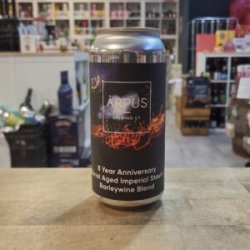 ĀRPUS
BREWING CO
8 Year Anniversary
Barrel Aged Imperial Stout
Barleywine Blend